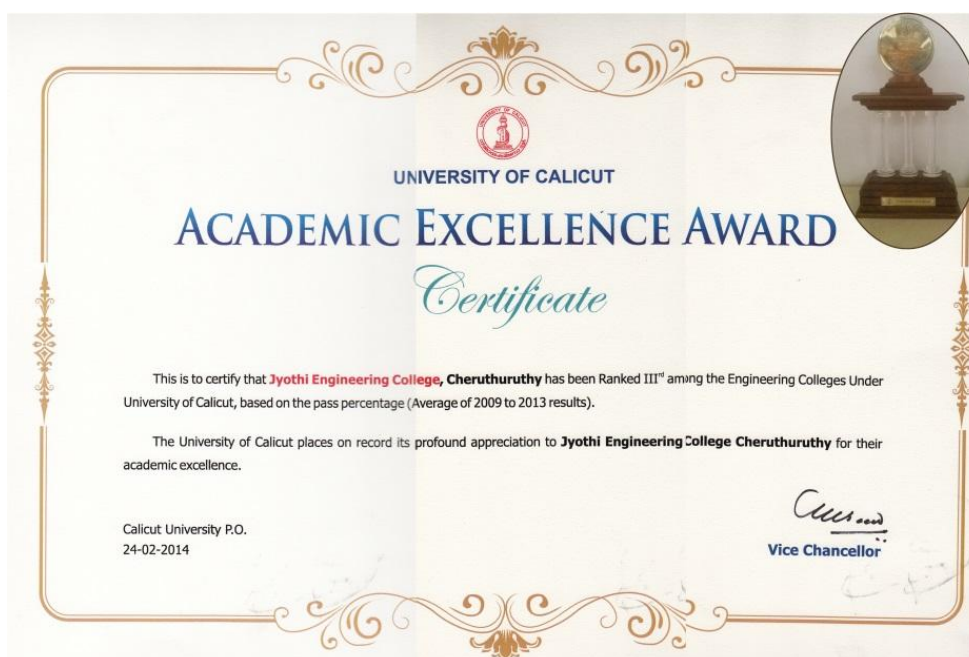 UNIVERSITY OF CALICUT
UNIVERSITY OF CALICUT
ACADEMIC EXCELLENCE AWARD
Certificate
This is to certify that Jyothi Engineering College, Cheruthuruthy has been Ranked IIIrd among the Engineering Colleges Under
University of Calicut, based on the pass percentage (Average of 2009 to 2013 results).
The University of Calicut places on record its profound appreciation to Jyothi Engineering College Cheruthuruthy for their
academic excellence.
Calicut University P.O.
24-02-2014
Vice Chancellor